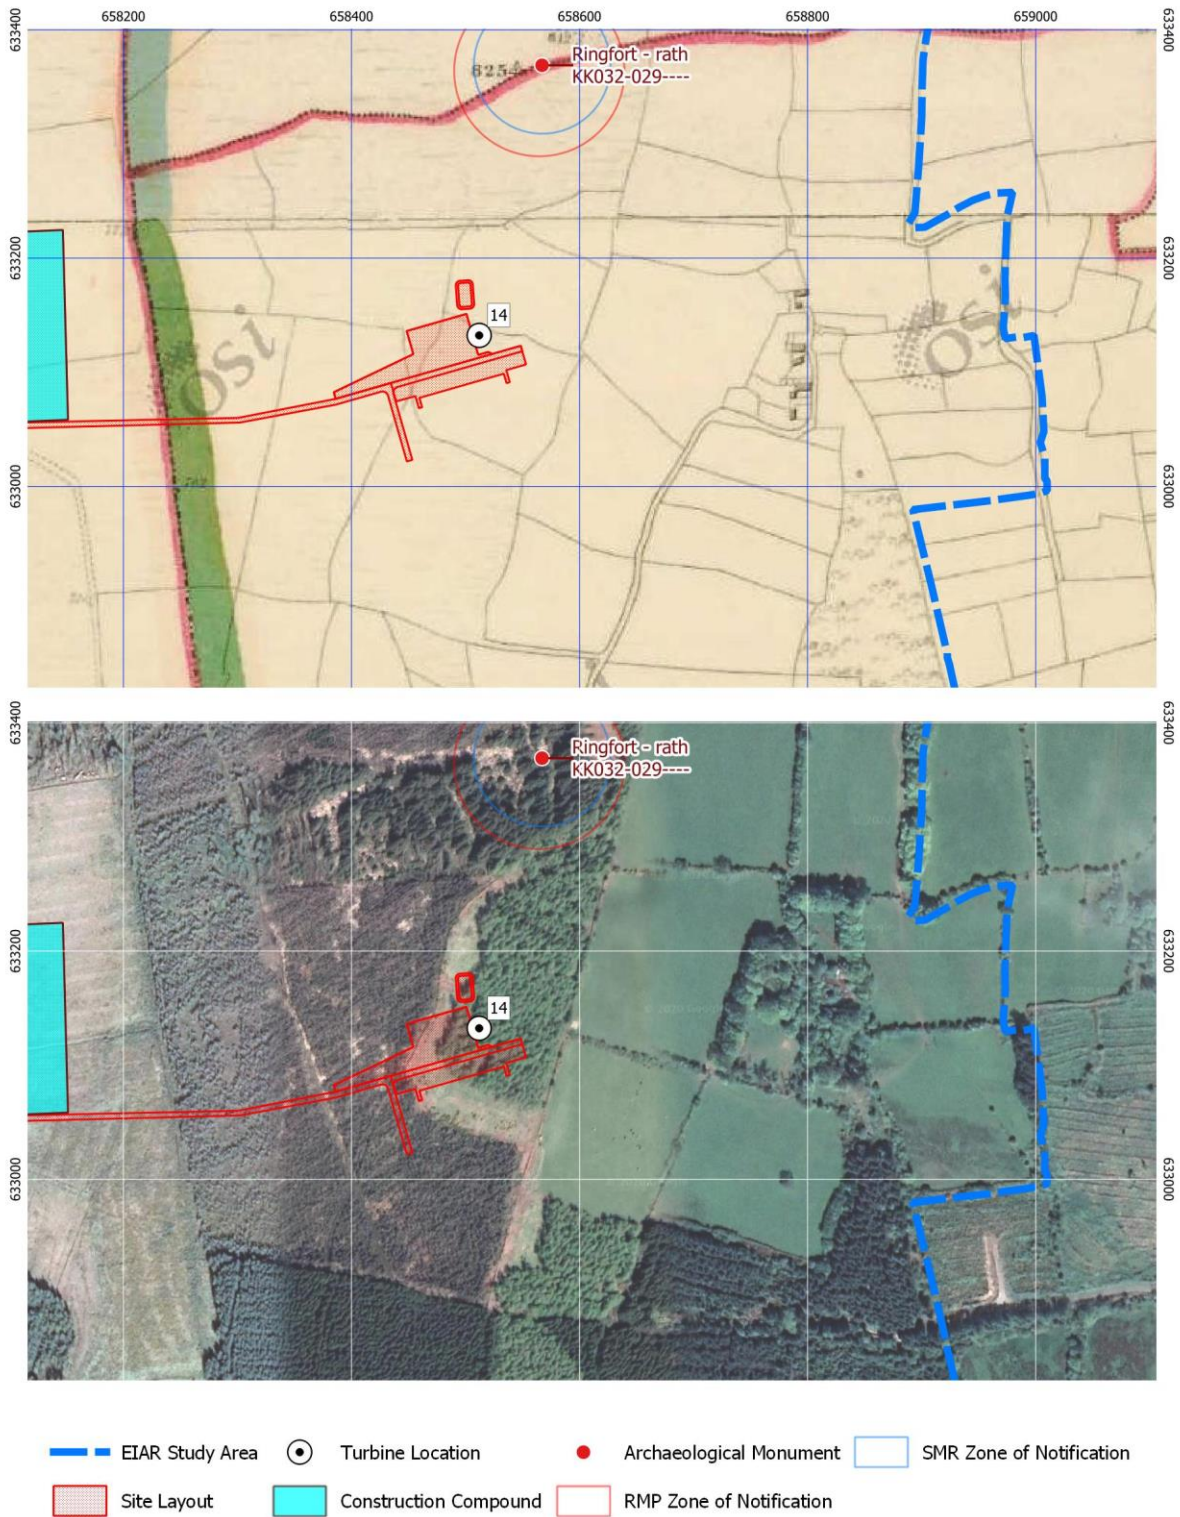 658200 658400 658600 658800 659000
633400 633400
Ringfort - rath
KK032-029----
6254
633200 633200
14
osi osi
633000 633000
633400 633400
Ringfort - rath
KK032-029----
633200 633200
14
633000 633000
EIAR Study Area Turbine Location Archaeological Monument SMR Zone of Notification
Site Layout Construction Compound RMP Zone of Notification